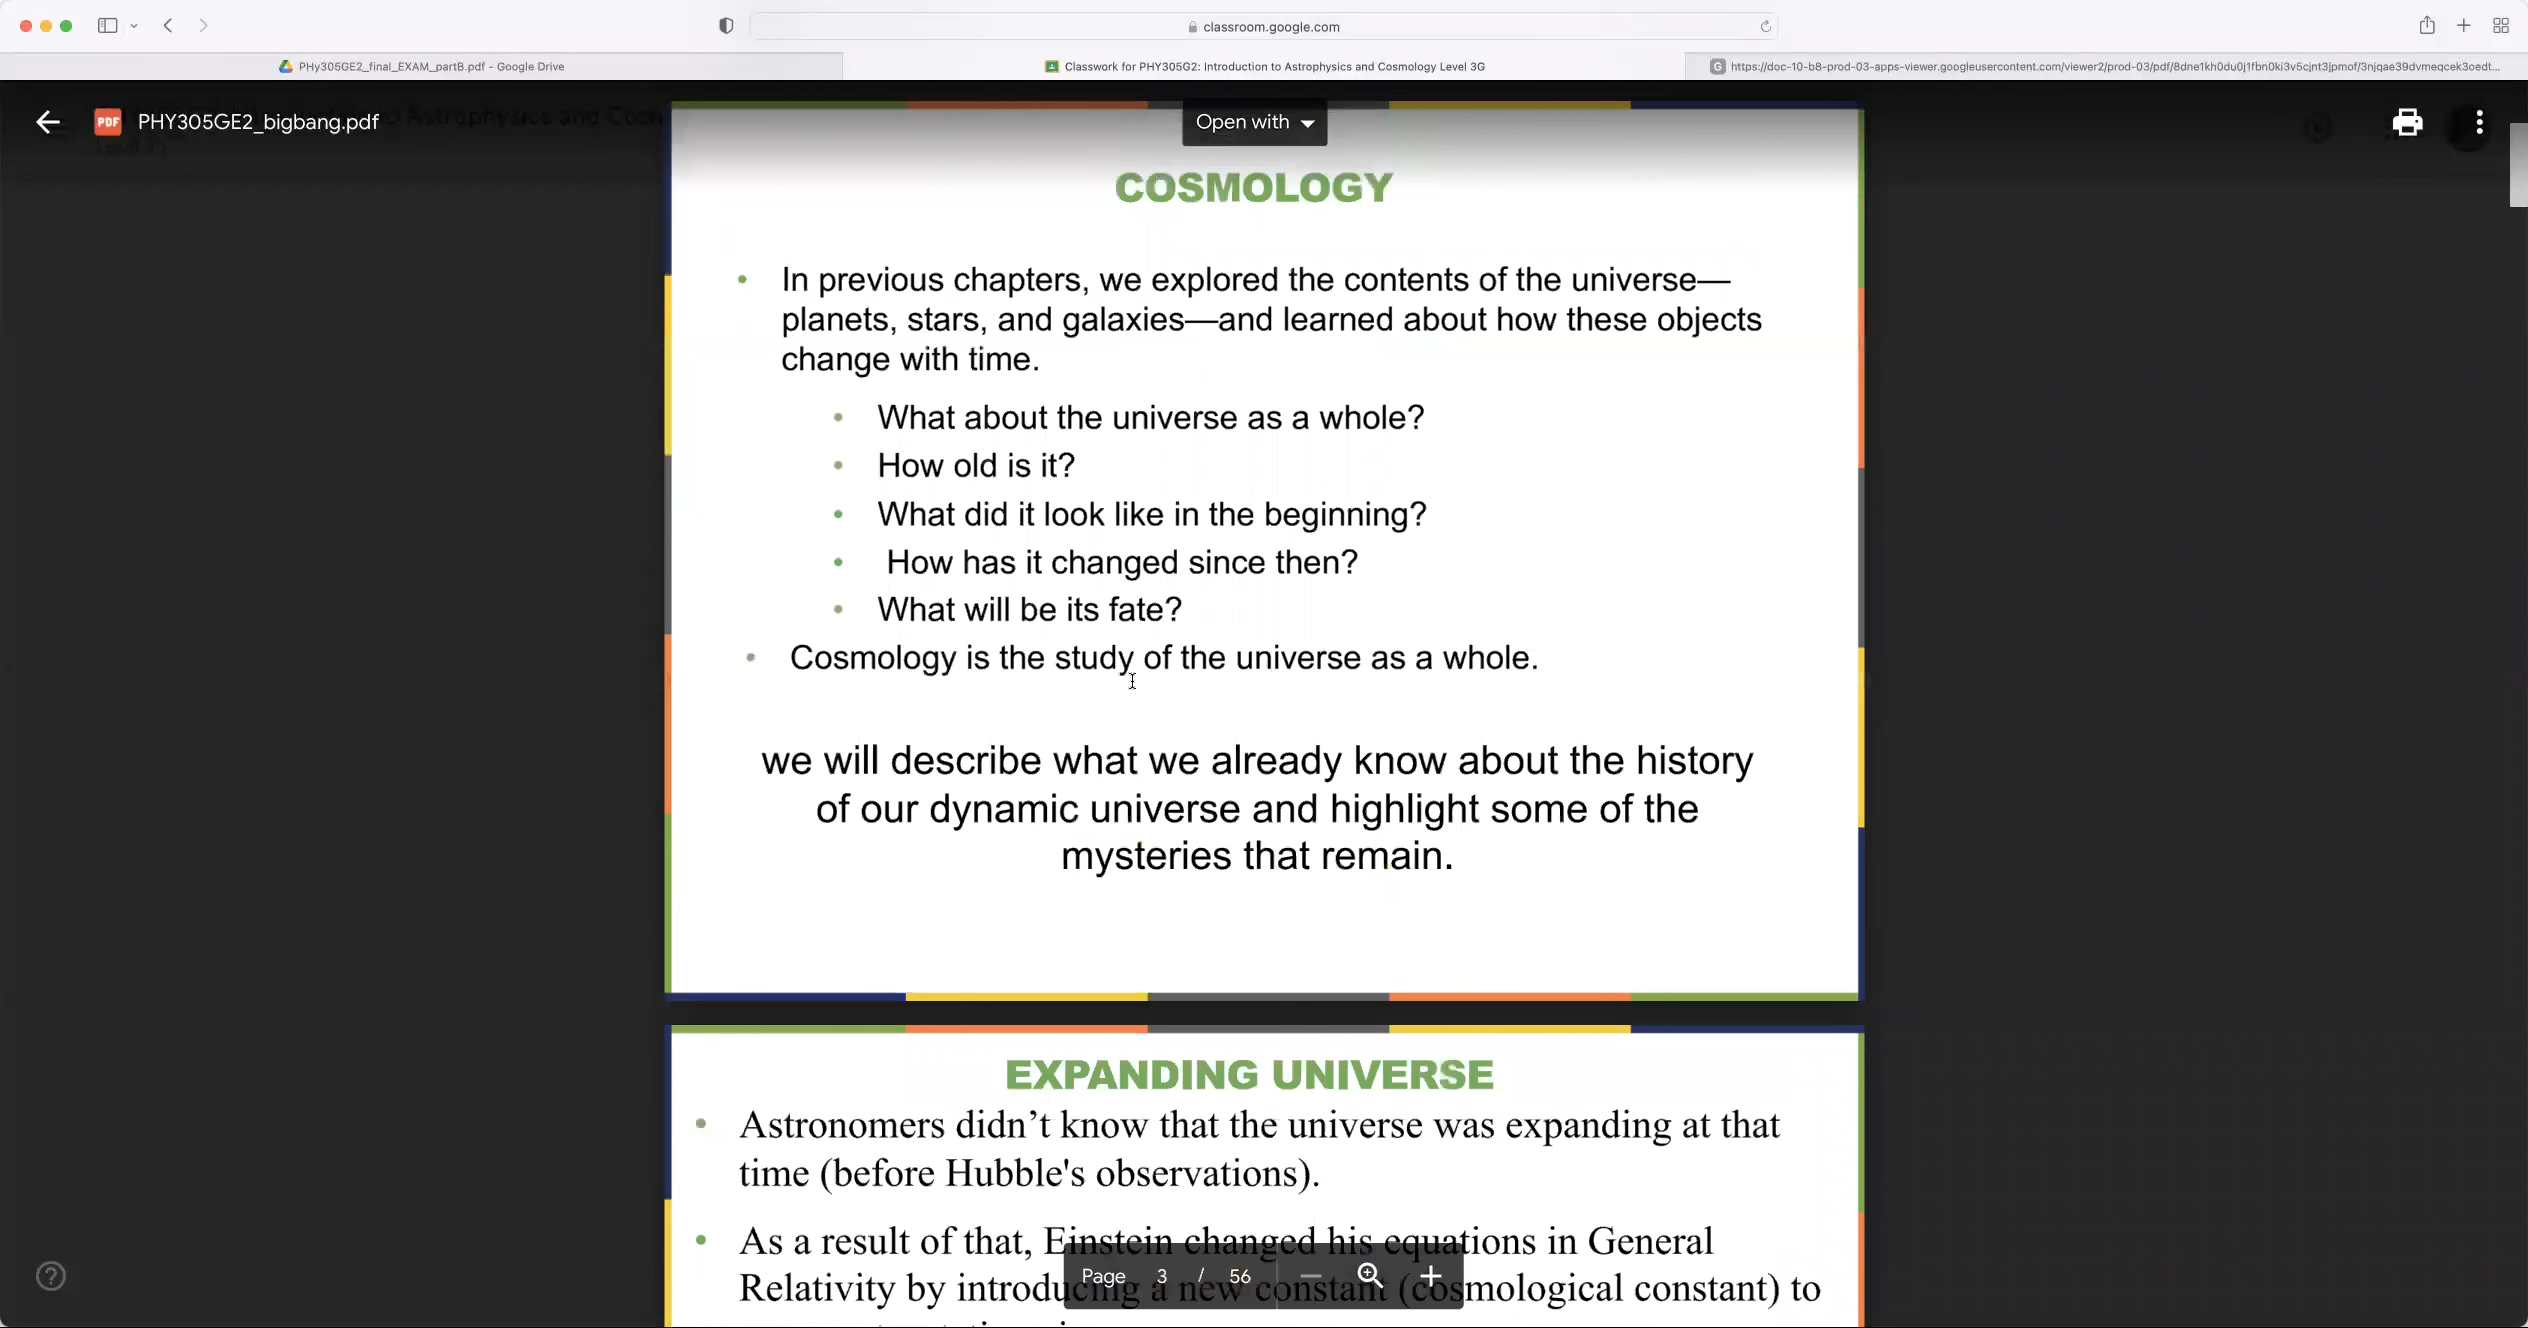 classroom.google.com
PHy305GE2_final_EXAM_partB.pdf - Google Drive
Classwork for PHY305G2: Introduction to Astrophysics and Cosmology Level 3G
PHY305GE2_bigbang.pdf
Open with
COSMOLOGY
• In previous chapters, we explored the contents of the universe—
planets, stars, and galaxies—and learned about how these objects
change with time.
• What about the universe as a whole?
• How old is it?
• What did it look like in the beginning?
• How has it changed since then?
• What will be its fate?
• Cosmology is the study of the universe as a whole.
we will describe what we already know about the history
of our dynamic universe and highlight some of the
mysteries that remain.
EXPANDING UNIVERSE
• Astronomers didn’t know that the universe was expanding at that
time (before Hubble's observations).
• As a result of that, Einstein changed his equations in General
Relativity by introducing a new constant (cosmological constant) to
Page 3 / 56